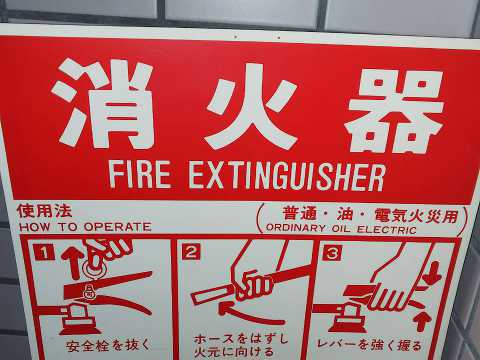 消火器
FIRE EXTINGUISHER
使用法
HOW TO OPERATE
(普通・油・電気火災用)
ORDINARY OIL ELECTRIC
1
安全栓を抜く
2
ホースをはずし
火元に向ける
3
レバーを強く握る